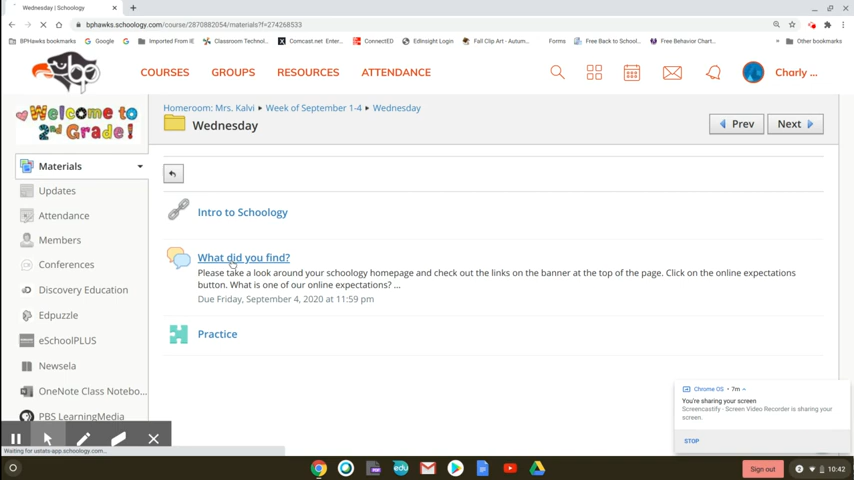 Wednesday | Schoology
bphawks.schoology.com/course/2870882054/materials?f=274268533
BPHawks bookmarks Google G Imported From IE Classroom Technol... Comcast.net Enter... ConnectED EdInsight Login Fall Clip Art - Autum... Forms Free Back to School... Free Behavior Chart... » Other bookmarks
COURSES GROUPS RESOURCES ATTENDANCE Charly ...
Welcome to
2nd Grade!
Homeroom: Mrs. Kalvi Week of September 1-4 Wednesday
Wednesday
Prev Next
Materials
Updates
Attendance
Members
Conferences
Discovery Education
Edpuzzle
eSchoolPLUS
Newsela
OneNote Class Notebo...
PBS LearningMedia
Intro to Schoology
What did you find?
Please take a look around your schoology homepage and check out the links on the banner at the top of the page. Click on the online expectations
button. What is one of our online expectations? ...
Due Friday, September 4, 2020 at 11:59 pm
Practice
Chrome OS • 7m
You're sharing your screen
Screencastify - Screen Video Recorder is sharing your
screen.
STOP
Waiting for ustats-app.schoology.com...
edu
Sign out 2 10:42